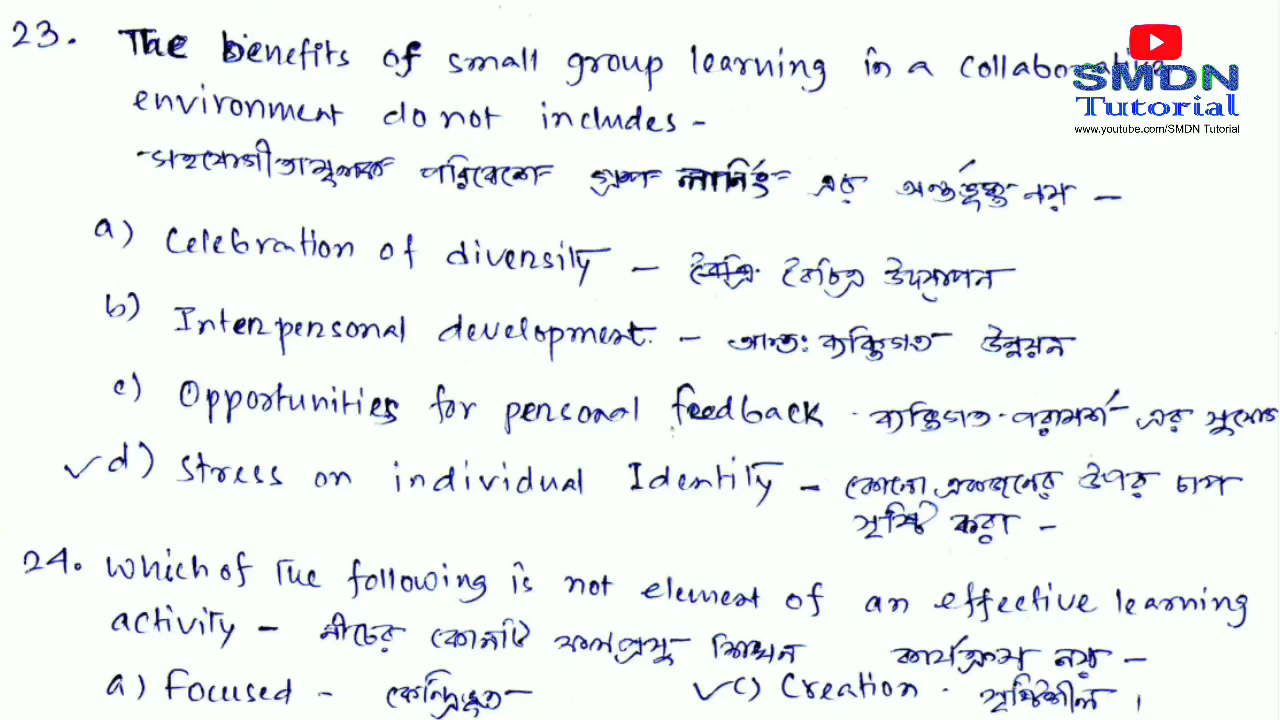 23. The benefits of small group learning in a collaborative
environment do not includes -
সহযোগীতামূলক পরিবেশে গ্রুপ লার্নিং এর অন্তর্ভুক্ত নয় —
a) Celebration of diversity - বৈচিত্র উদযাপন
b) Interpersonal development. - আন্তঃ ব্যক্তিগত উন্নয়ন
c) Opportunities for personal feedback . ব্যক্তিগত পরামর্শ এর সুযোগ
✓d) Stress on individual Identity - কোনো একজনের উপর চাপ
সৃষ্টি করা -
24. Which of The following is not element of an effective learning
activity - নীচের কোনটি ফলপ্রসু শিখন কার্যক্রম নয় -
a) Focused - কেন্দ্রিভূত ✓c) Creation . সৃষ্টিশীল ।
SMDN
Tutorial
www.youtube.com/SMDN Tutorial